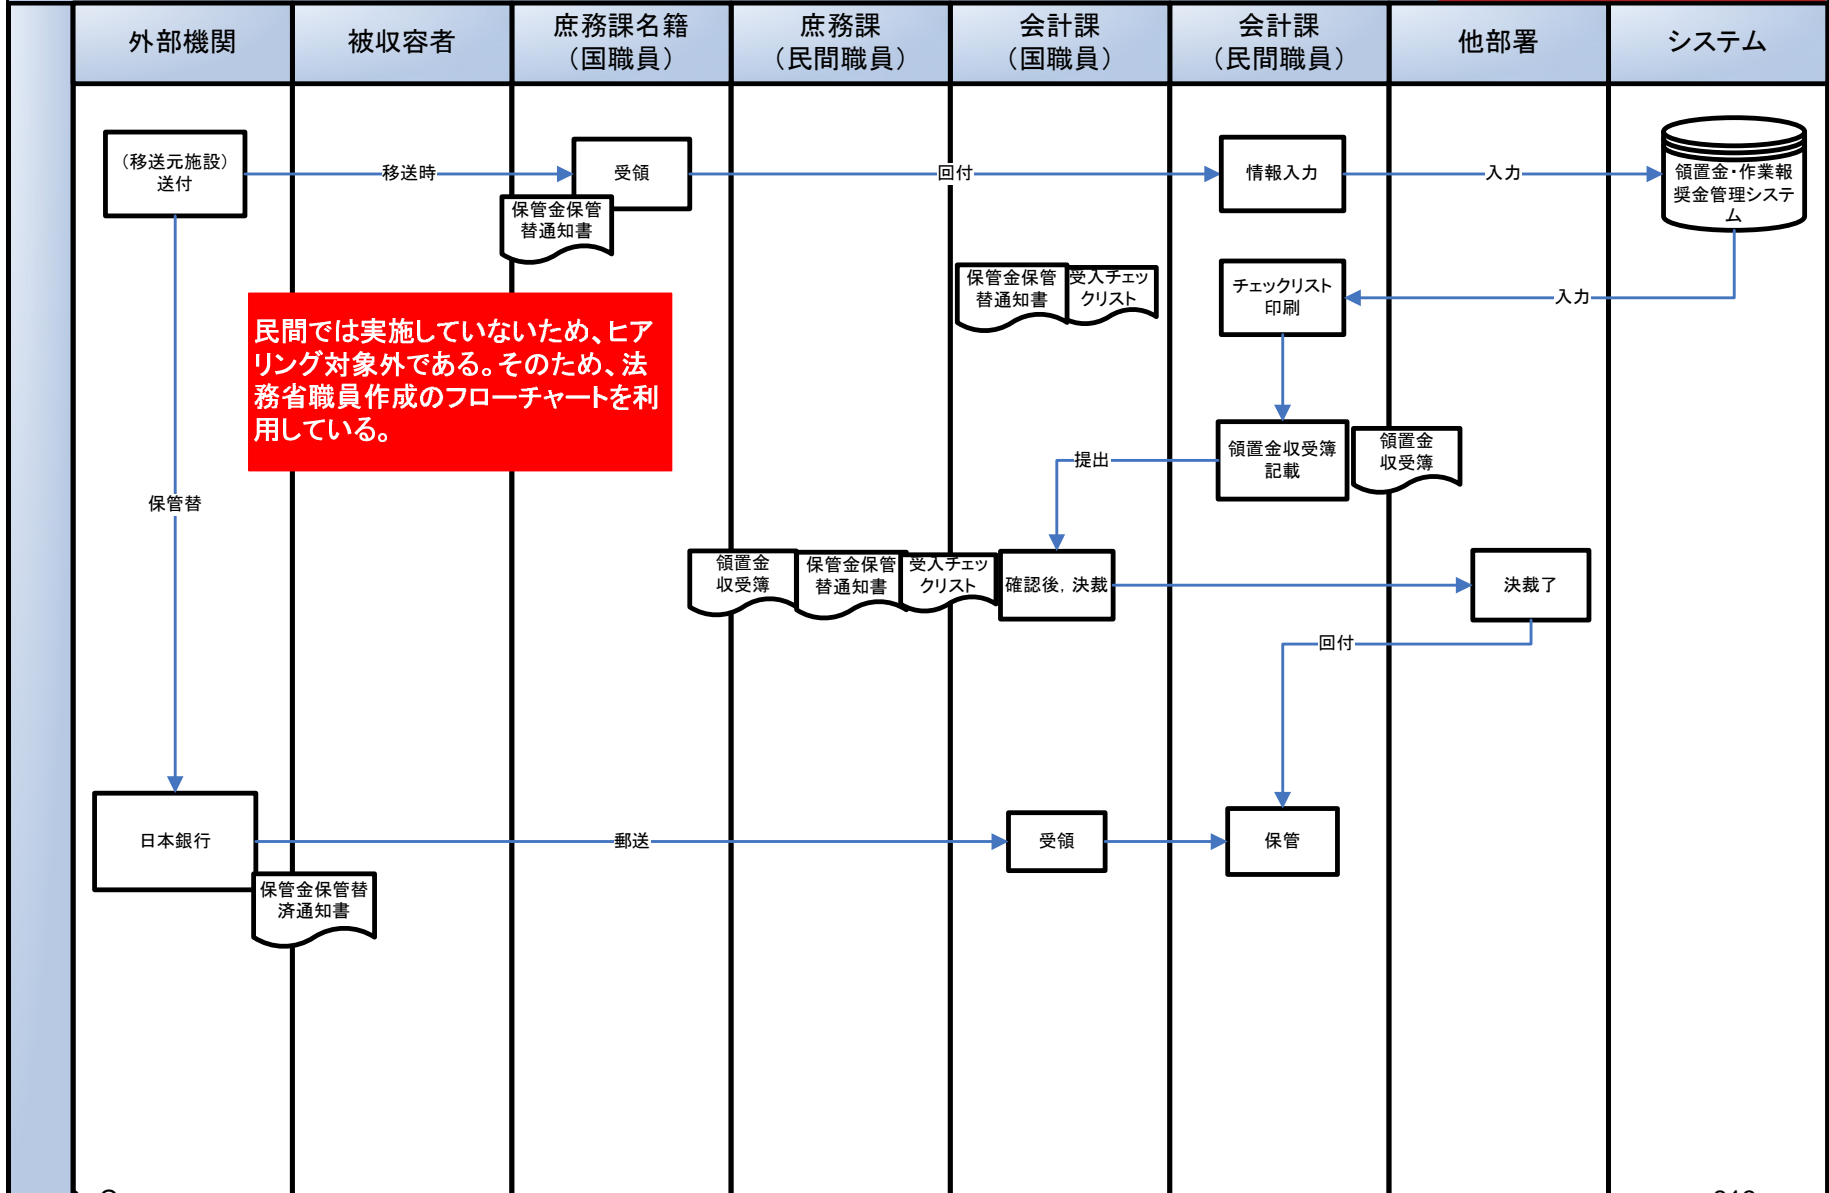 外部機関
被収容者
庶務課名籍
（国職員）
庶務課
（民間職員）
会計課
（国職員）
会計課
（民間職員）
他部署
システム
（移送元施設）
送付
移送時
受領
回付
情報入力
入力
領置金・作業報
奨金管理システ
ム
保管金保管
替通知書
保管金保管
替通知書
受入チェッ
クリスト
チェックリスト
印刷
入力
民間では実施していないため、ヒア
リング対象外である。そのため、法
務省職員作成のフローチャートを利
用している。
提出
領置金収受簿
記載
領置金
収受簿
保管替
領置金
収受簿
保管金保管
替通知書
受入チェッ
クリスト
確認後，決裁
決裁了
回付
日本銀行
郵送
受領
保管
保管金保管替
済通知書